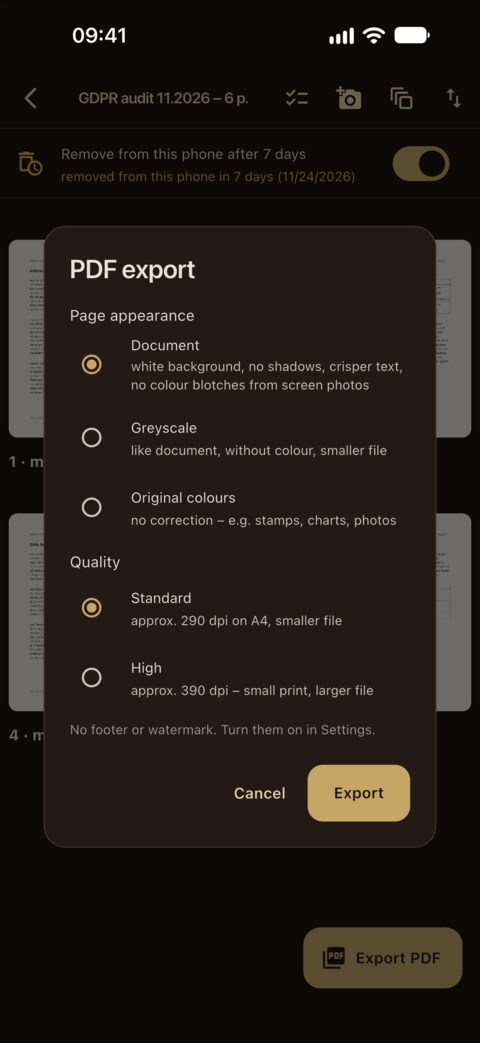 09:41
GDPR audit 11.2026 – 6 p.
Remove from this phone after 7 days
removed from this phone in 7 days (11/24/2026)
PDF export
Page appearance
Document
white background, no shadows, crisper text,
no colour blotches from screen photos
Greyscale
like document, without colour, smaller file
Original colours
no correction – e.g. stamps, charts, photos
Quality
Standard
approx. 290 dpi on A4, smaller file
High
approx. 390 dpi – small print, larger file
No footer or watermark. Turn them on in Settings.
Cancel
Export
1 · m
4 · m
PDF
Export PDF